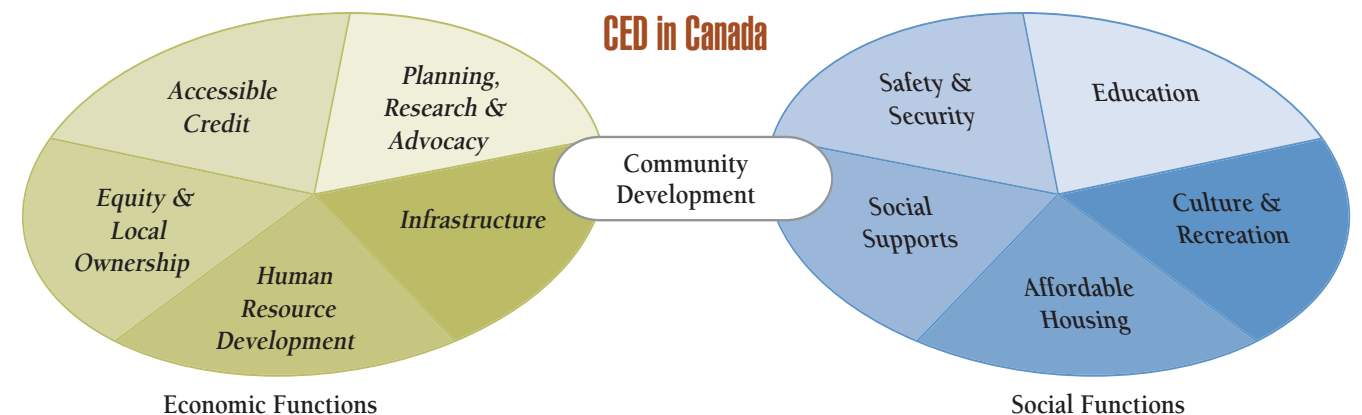 CED in Canada
Accessible
Credit
Planning,
Research &
Advocacy
Equity &
Local
Ownership
Infrastructure
Human
Resource
Development
Economic Functions
Community
Development
Safety &
Security
Education
Social
Supports
Culture &
Recreation
Affordable
Housing
Social Functions